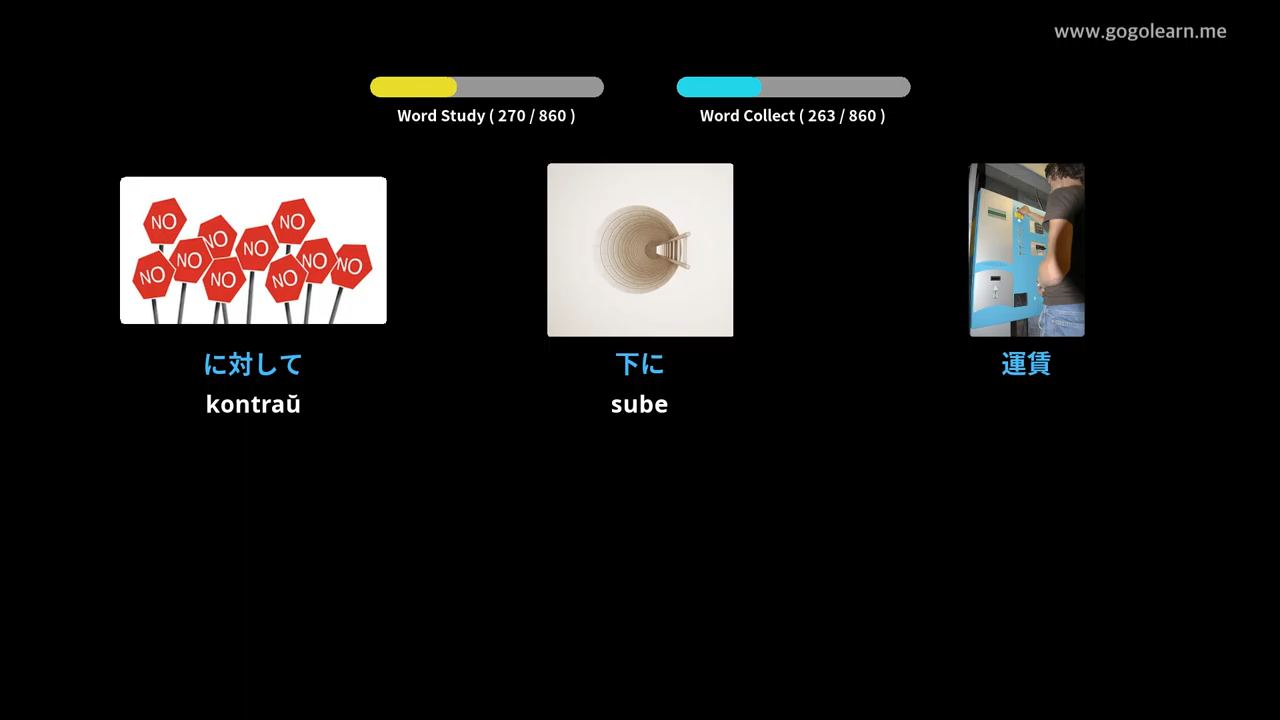 www.gogolearn.me
Word Study ( 270 / 860 )
Word Collect ( 263 / 860 )
NO
NO
NO
NO
NO
NO
NO
NO
NO
NO
に対して
下に
運賃
kontraŭ
sube